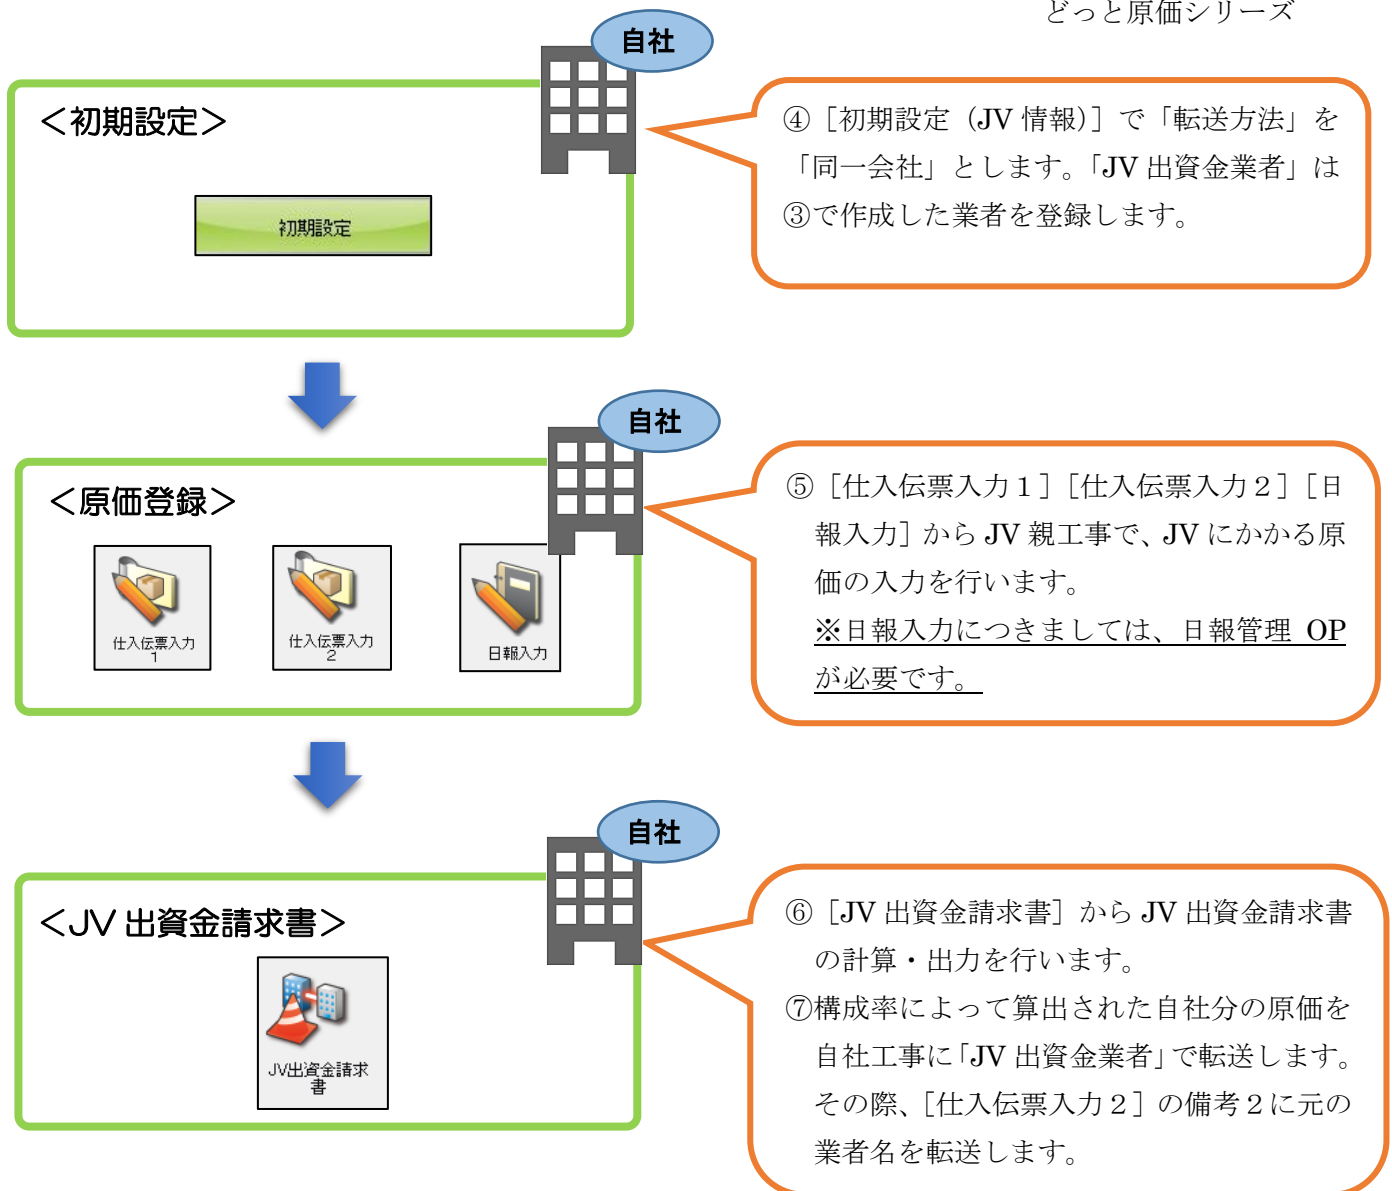 どっと原価シリーズ
自社
＜初期設定＞
初期設定
④［初期設定（JV 情報）］で「転送方法」を
「同一会社」とします。「JV 出資金業者」は
③で作成した業者を登録します。
自社
＜原価登録＞
仕入伝票入力
1
仕入伝票入力
2
日報入力
⑤［仕入伝票入力１］［仕入伝票入力２］［日
報入力］から JV 親工事で、JV にかかる原
価の入力を行います。
※日報入力につきましては、日報管理 OP
が必要です。
自社
＜JV 出資金請求書＞
JV出資金請求
書
⑥［JV 出資金請求書］から JV 出資金請求書
の計算・出力を行います。
⑦構成率によって算出された自社分の原価を
自社工事に「JV 出資金業者」で転送します。
その際、［仕入伝票入力２］の備考２に元の
業者名を転送します。